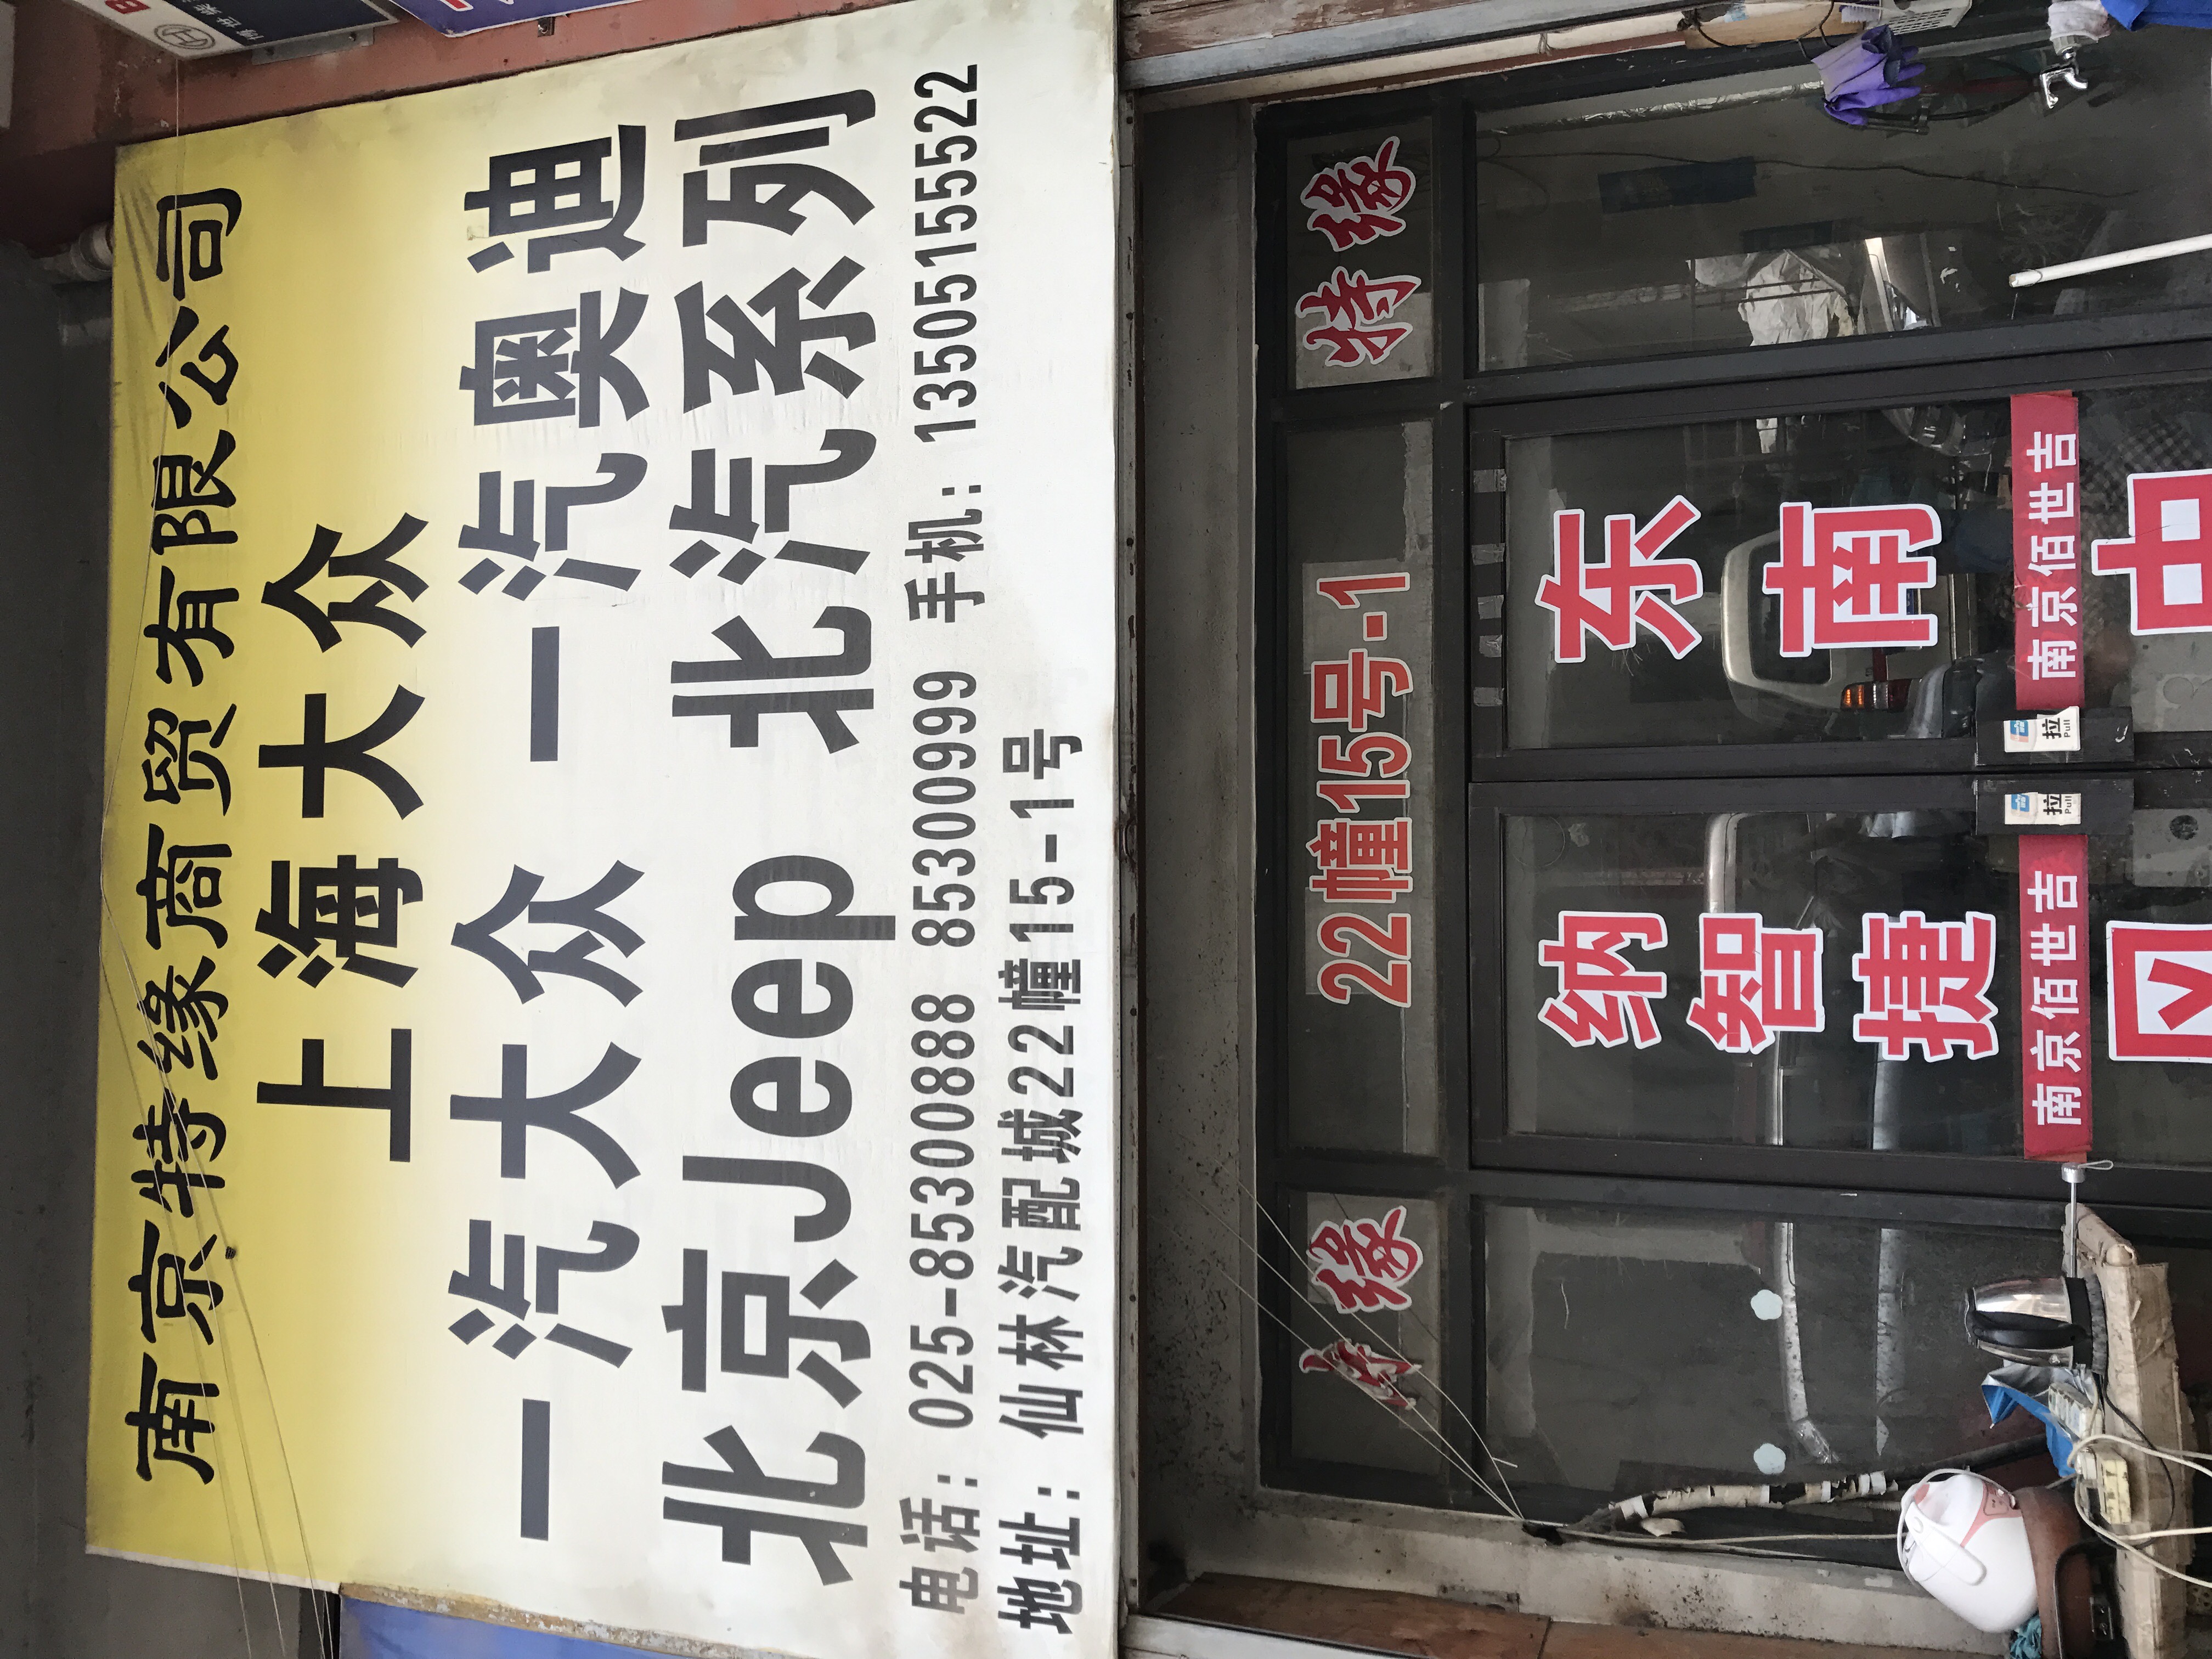 南京特缘商贸有限公司
上海大众
一汽大众 一汽奥迪
北京Jeep 北汽系列
电话：025-85300888 85300999 手机：13505155522
地址：仙林汽配城22幢15-1号
特缘
22幢15号-1
特缘
纳智捷
东南
南京佰世吉
南京佰世吉
拉
Pull
拉
Pull